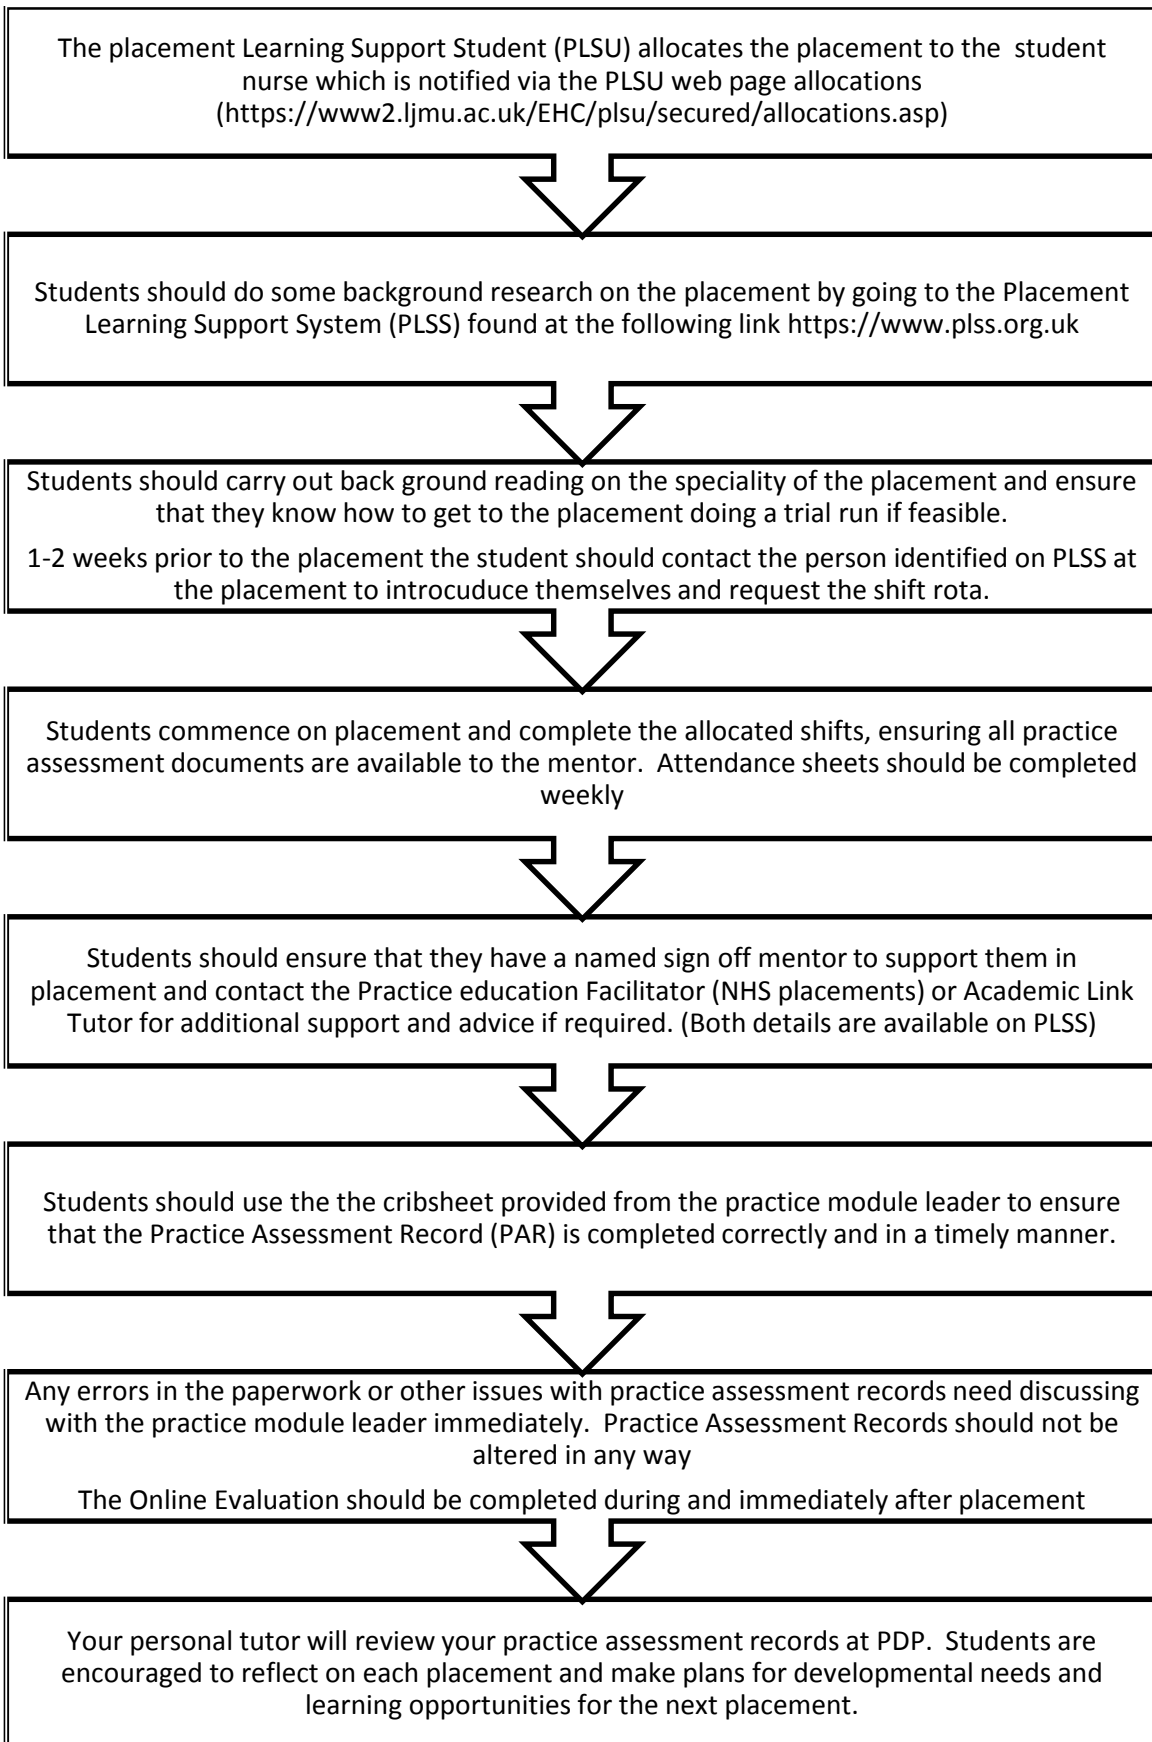 The placement Learning Support Student (PLSU) allocates the placement to the  student
nurse which is notified via the PLSU web page allocations
(https://www2.ljmu.ac.uk/EHC/plsu/secured/allocations.asp)
Students should do some background research on the placement by going to the Placement
Learning Support System (PLSS) found at the following link https://www.plss.org.uk
Students should carry out back ground reading on the speciality of the placement and ensure
that they know how to get to the placement doing a trial run if feasible.
1-2 weeks prior to the placement the student should contact the person identified on PLSS at
the placement to introcuduce themselves and request the shift rota.
Students commence on placement and complete the allocated shifts, ensuring all practice
assessment documents are available to the mentor.  Attendance sheets should be completed
weekly
Students should ensure that they have a named sign off mentor to support them in
placement and contact the Practice education Facilitator (NHS placements) or Academic Link
Tutor for additional support and advice if required. (Both details are available on PLSS)
Students should use the the cribsheet provided from the practice module leader to ensure
that the Practice Assessment Record (PAR) is completed correctly and in a timely manner.
Any errors in the paperwork or other issues with practice assessment records need discussing
with the practice module leader immediately.  Practice Assessment Records should not be
altered in any way
The Online Evaluation should be completed during and immediately after placement
Your personal tutor will review your practice assessment records at PDP.  Students are
encouraged to reflect on each placement and make plans for developmental needs and
learning opportunities for the next placement.